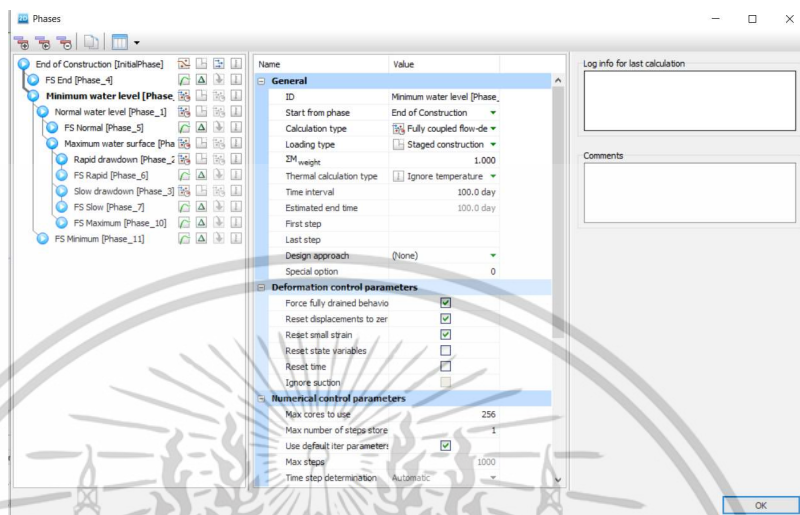 2D Phases
End of Construction [InitialPhase]
FS End [Phase_4]
Minimum water level [Phase_
Normal water level [Phase_1]
FS Normal [Phase_5]
Maximum water surface [Pha
Rapid drawdown [Phase_2
FS Rapid [Phase_6]
Slow drawdown [Phase_3]
FS Slow [Phase_7]
FS Maximum [Phase_10]
FS Minimum [Phase_11]
Name Value
General
ID Minimum water level [Phase_
Start from phase End of Construction
Calculation type Fully coupled flow-de
Loading type Staged construction
ΣM weight 1.000
Thermal calculation type Ignore temperature
Time interval 100.0 day
Estimated end time 100.0 day
First step
Last step
Design approach (None)
Special option 0
Deformation control parameters
Force fully drained behavio
Reset displacements to zer
Reset small strain
Reset state variables
Reset time
Ignore suction
Numerical control parameters
Max cores to use 256
Max number of steps store 1
Use default iter parameter:
Max steps 1000
Time step determination Automatic
Log info for last calculation
Comments
OK